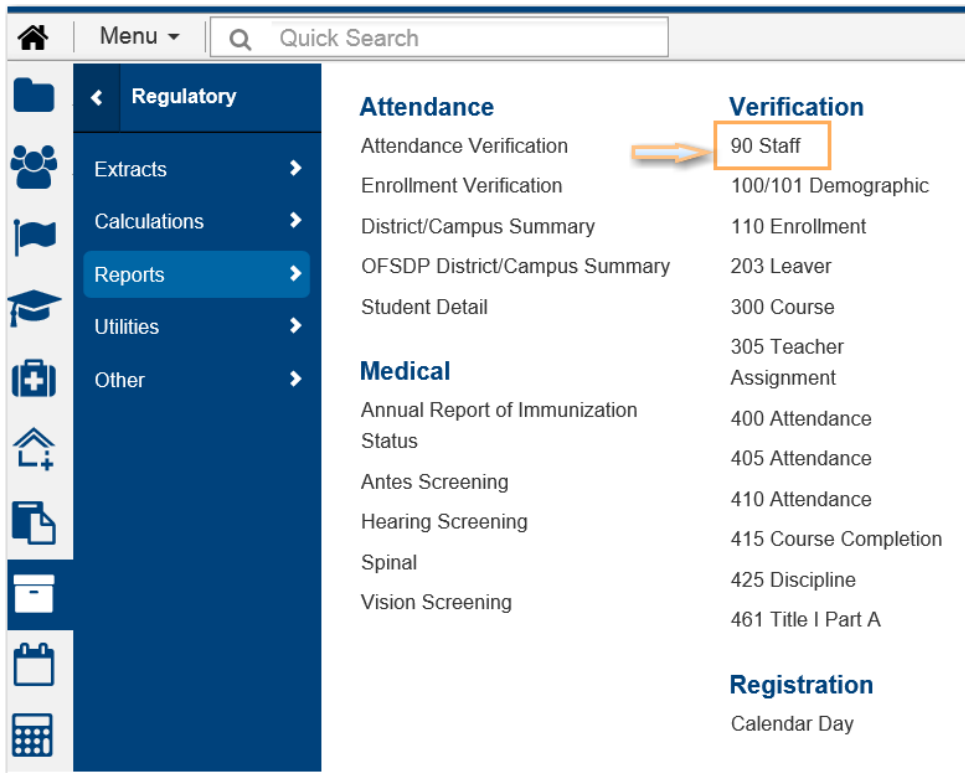 Menu
Quick Search
Regulatory
Extracts
Calculations
Reports
Utilities
Other
Attendance
Attendance Verification
Enrollment Verification
District/Campus Summary
OFSDP District/Campus Summary
Student Detail
Medical
Annual Report of Immunization
Status
Antes Screening
Hearing Screening
Spinal
Vision Screening
Verification
90 Staff
100/101 Demographic
110 Enrollment
203 Leaver
300 Course
305 Teacher
Assignment
400 Attendance
405 Attendance
410 Attendance
415 Course Completion
425 Discipline
461 Title I Part A
Registration
Calendar Day